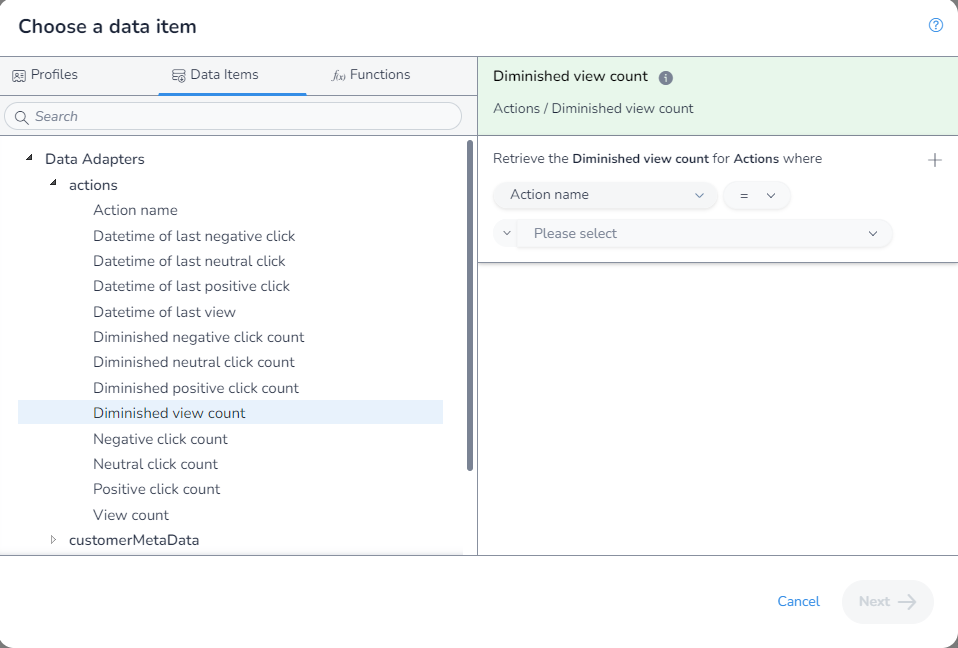 Choose a data item
?
Profiles
Data Items
f(x) Functions
Search
Data Adapters
actions
Action name
Datetime of last negative click
Datetime of last neutral click
Datetime of last positive click
Datetime of last view
Diminished negative click count
Diminished neutral click count
Diminished positive click count
Diminished view count
Negative click count
Neutral click count
Positive click count
View count
customerMetaData
Diminished view count i
Actions / Diminished view count
Retrieve the Diminished view count for Actions where
Action name
=
Please select
Cancel
Next